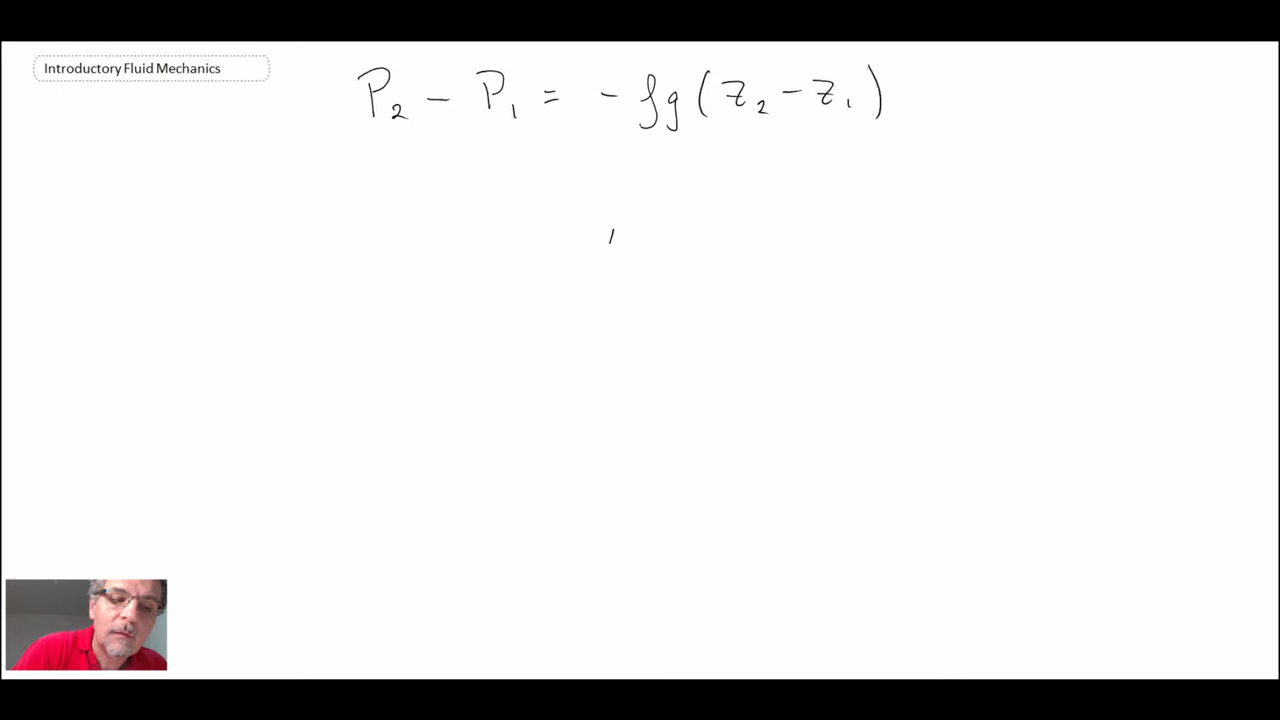 Introductory Fluid Mechanics
P₂ - P₁ = - ρg(z₂ - z₁)